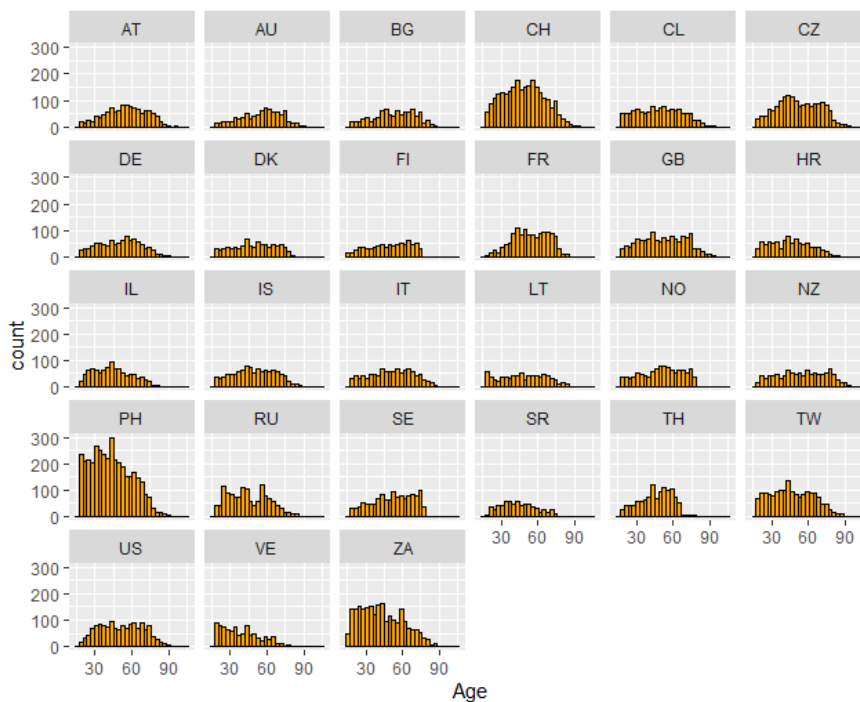 AT AU BG CH CL CZ
300
200
100
0
DE DK FI FR GB HR
300
200
100
0
IL IS IT LT NO NZ
300
200
100
0
count
PH RU SE SR TH TW
300
200
100
0
US VE ZA
300
200
100
0
30 60 90 30 60 90 30 60 90 30 60 90 30 60 90 30 60 90
Age